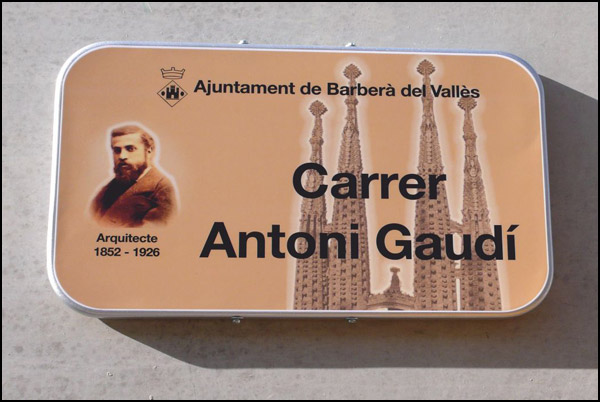 Ajuntament de Barberà del Vallès
Carrer
Antoni Gaudí
Arquitecte
1852 - 1926